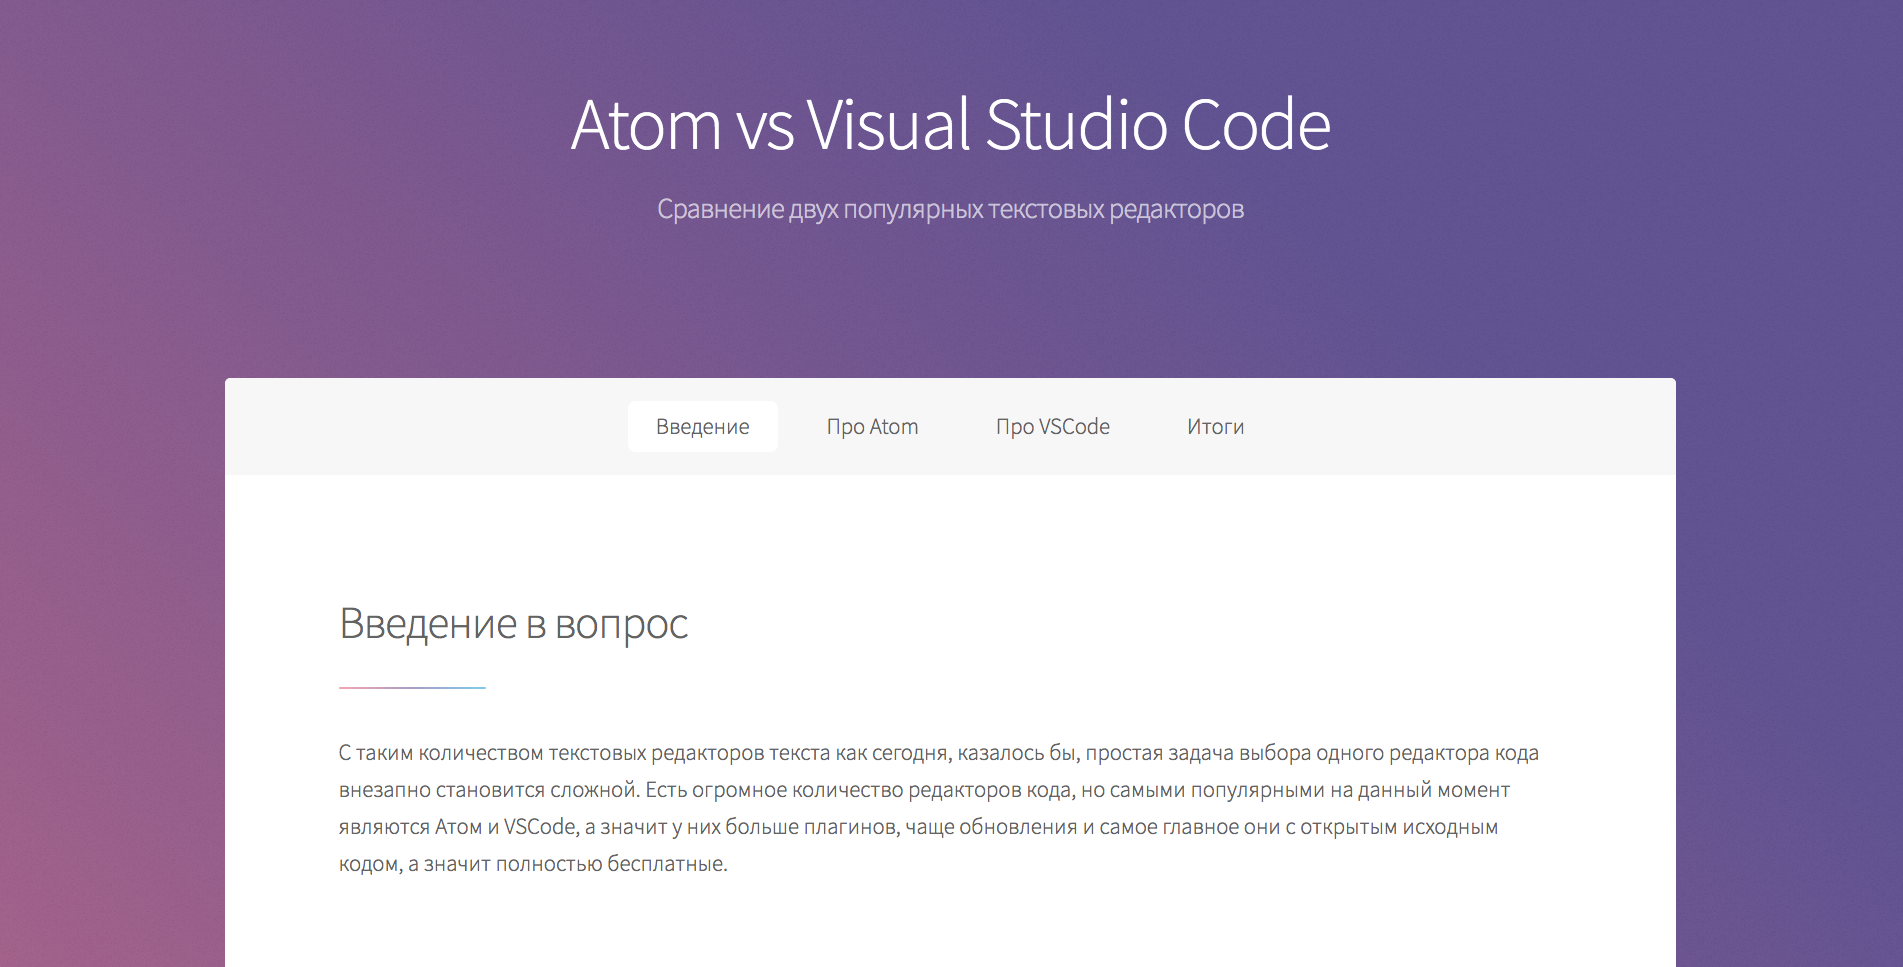 Atom vs Visual Studio Code
Сравнение двух популярных текстовых редакторов
Введение Про Atom Про VSCode Итоги
Введение в вопрос
С таким количеством текстовых редакторов текста как сегодня, казалось бы, простая задача выбора одного редактора кода
внезапно становится сложной. Есть огромное количество редакторов кода, но самыми популярными на данный момент
являются Атом и VSCode, а значит у них больше плагинов, чаще обновления и самое главное они с открытым исходным
кодом, а значит полностью бесплатные.